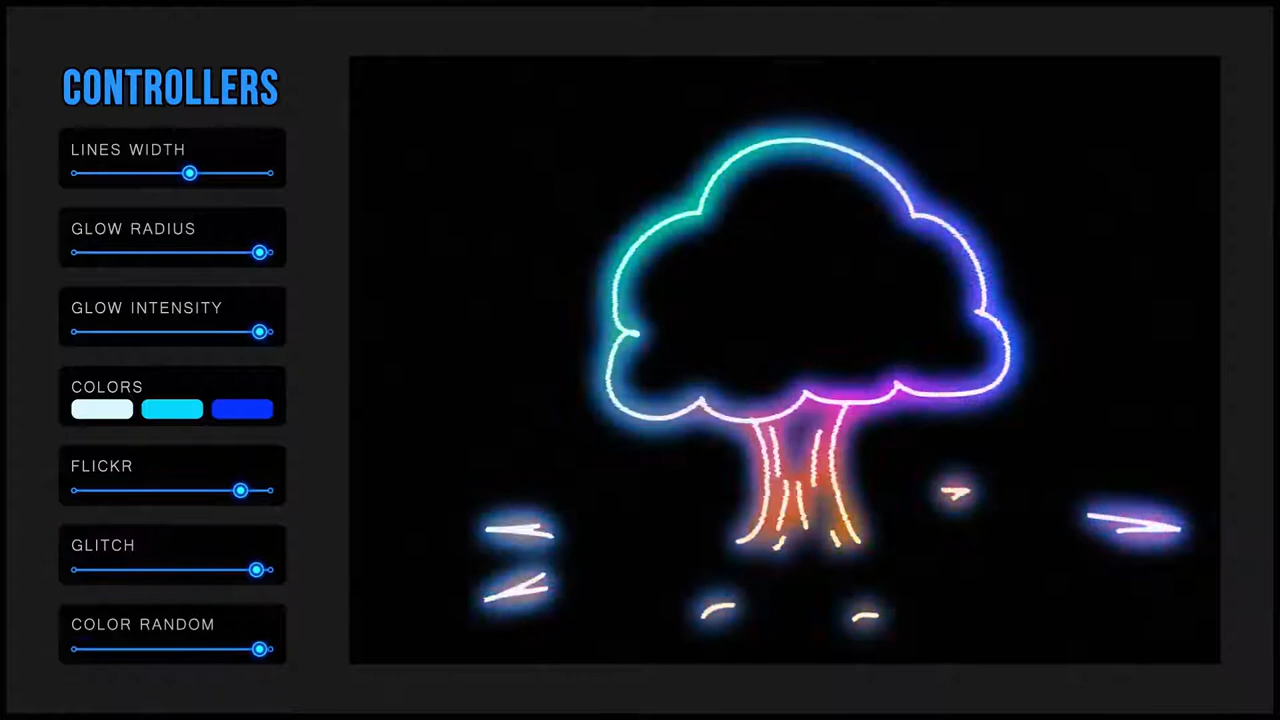 CONTROLLERS
LINES WIDTH
GLOW RADIUS
GLOW INTENSITY
COLORS
FLICKR
GLITCH
COLOR RANDOM